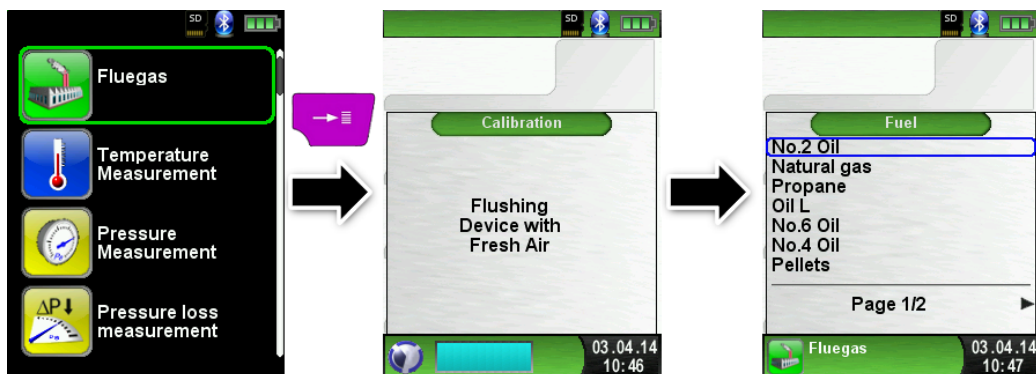 SD
Fluegas
Temperature
Measurement
Pressure
Measurement
ΔP↓
Pressure loss
measurement
SD
Calibration
Flushing
Device with
Fresh Air
03.04.14
10:46
SD
Fuel
No.2 Oil
Natural gas
Propane
Oil L
No.6 Oil
No.4 Oil
Pellets
Page 1/2
Fluegas
03.04.14
10:47